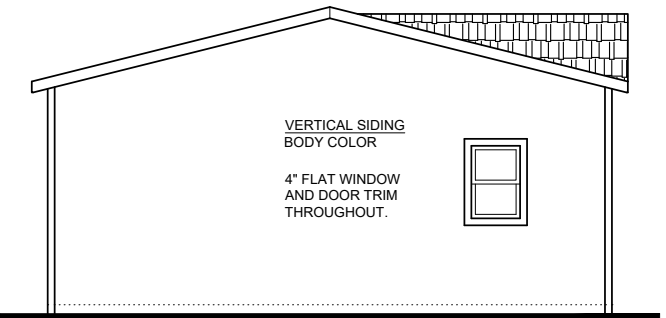 VERTICAL SIDING
BODY COLOR
4" FLAT WINDOW
AND DOOR TRIM
THROUGHOUT.